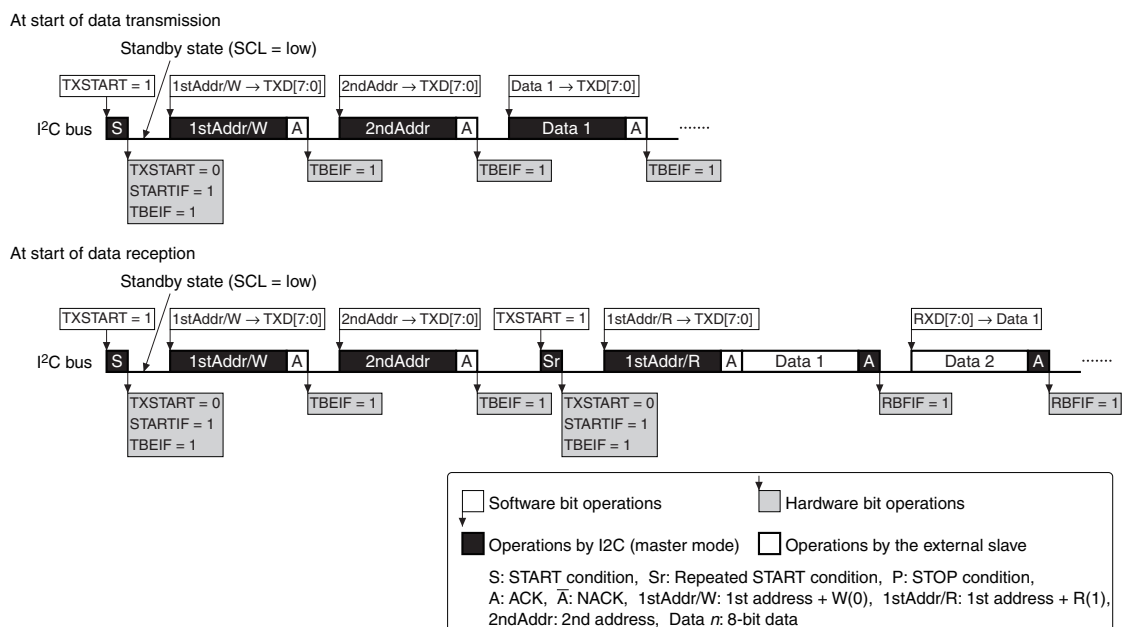 At start of data transmission
Standby state (SCL = low)
TXSTART = 1 1stAddr/W → TXD[7:0] 2ndAddr → TXD[7:0] Data 1 → TXD[7:0]
I²C bus S 1stAddr/W A 2ndAddr A Data 1 A ·······
TXSTART = 0 TBEIF = 1 TBEIF = 1 TBEIF = 1
STARTIF = 1
TBEIF = 1
At start of data reception
Standby state (SCL = low)
TXSTART = 1 1stAddr/W → TXD[7:0] 2ndAddr → TXD[7:0] TXSTART = 1 1stAddr/R → TXD[7:0] RXD[7:0] → Data 1
I²C bus S 1stAddr/W A 2ndAddr A Sr 1stAddr/R A Data 1 A Data 2 A ·······
TXSTART = 0 TBEIF = 1 TBEIF = 1 TXSTART = 0 RBFIF = 1 RBFIF = 1
STARTIF = 1 STARTIF = 1
TBEIF = 1 TBEIF = 1
Software bit operations Hardware bit operations
Operations by I2C (master mode) Operations by the external slave
S: START condition, Sr: Repeated START condition, P: STOP condition,
A: ACK, A̅: NACK, 1stAddr/W: 1st address + W(0), 1stAddr/R: 1st address + R(1),
2ndAddr: 2nd address, Data n: 8-bit data